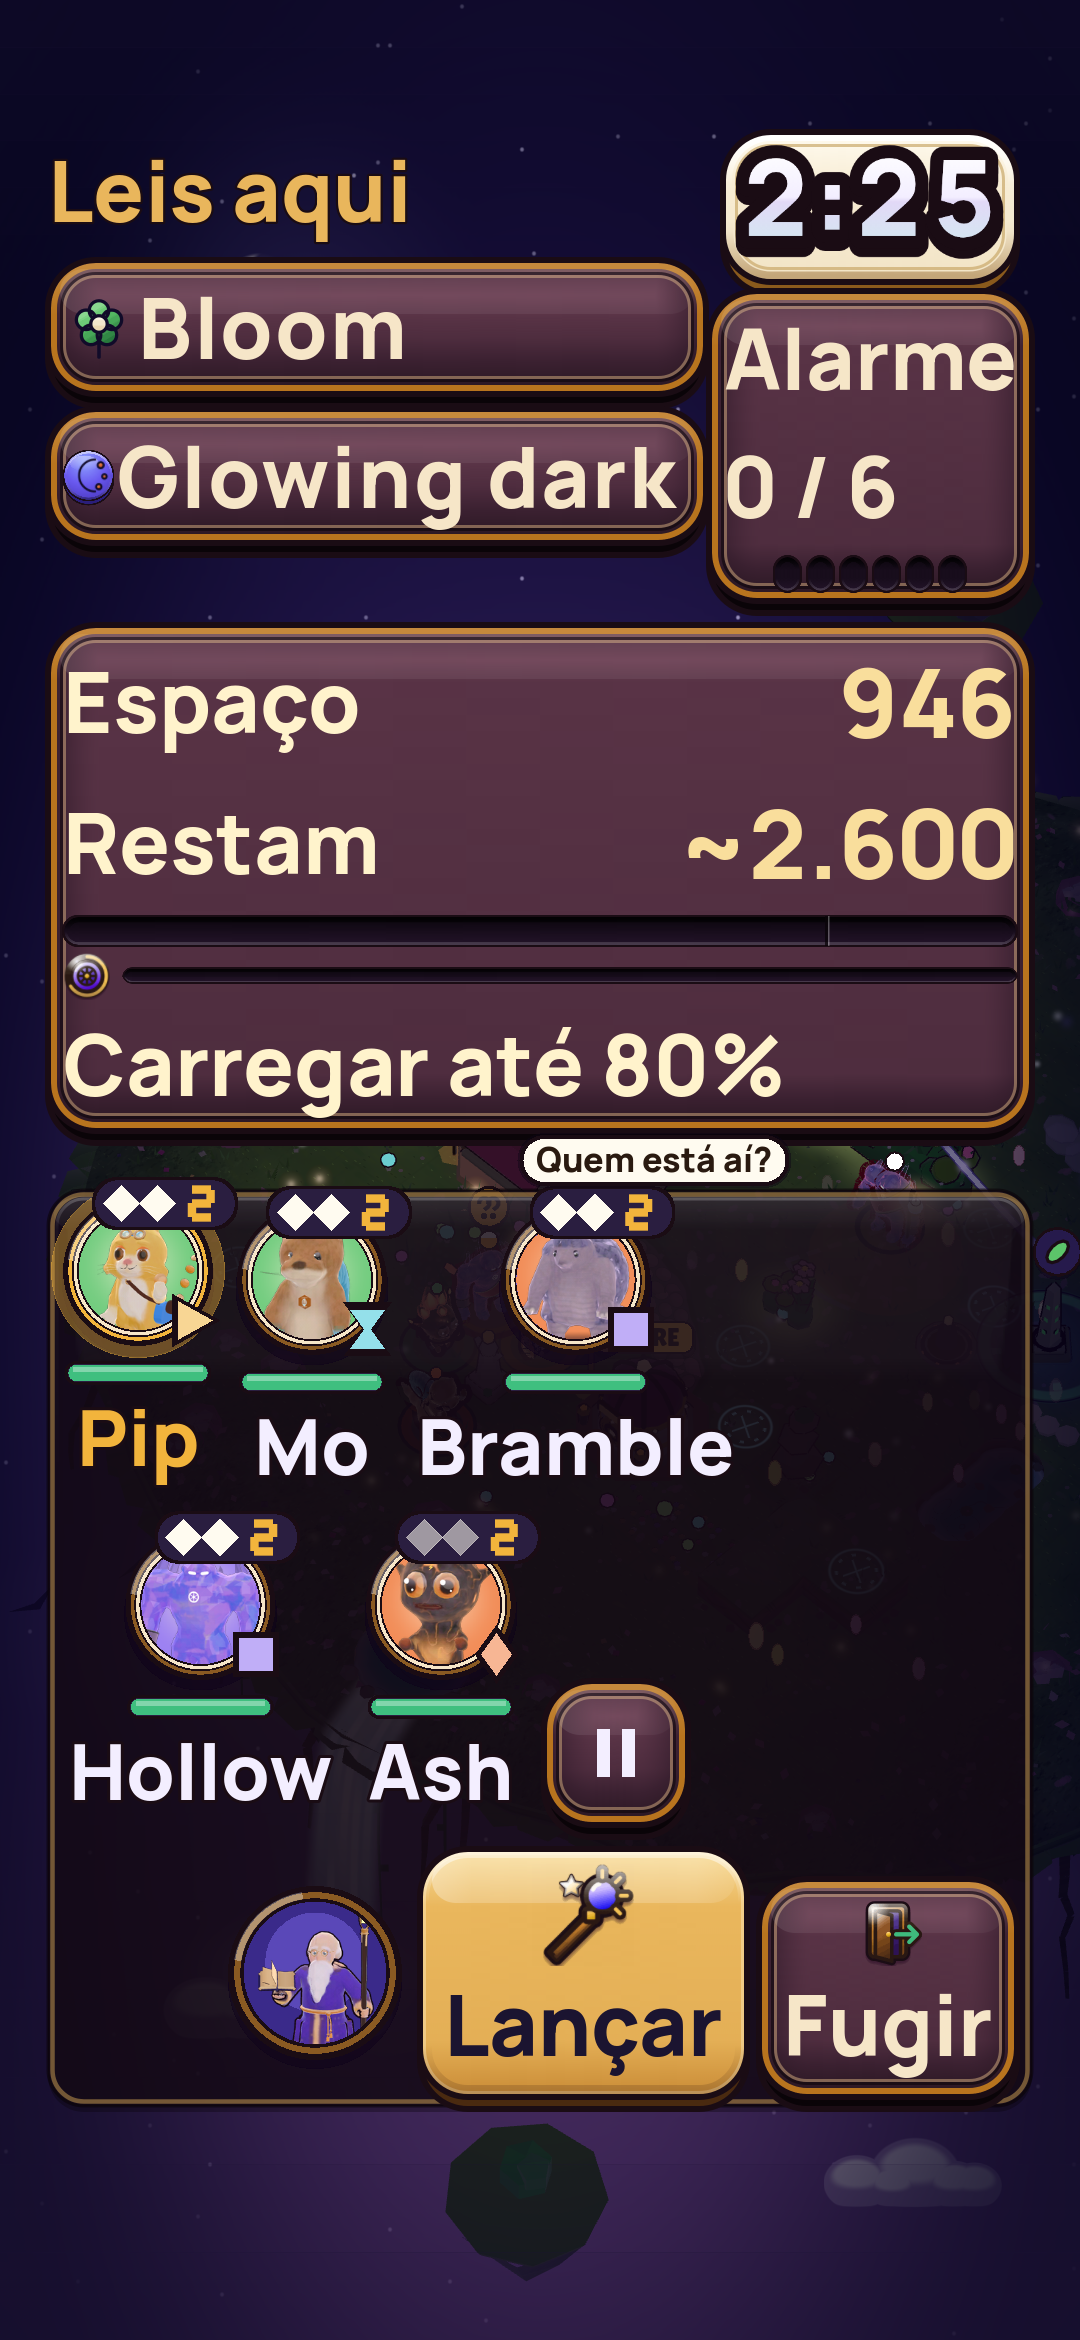 Leis aqui
2:25
Bloom
Glowing dark
Alarme
0 / 6
Espaço 946
Restam ~2.600
Carregar até 80%
Quem está aí?
2 2 2
Pip Mo Bramble
2 2
Hollow Ash
Lançar
Fugir